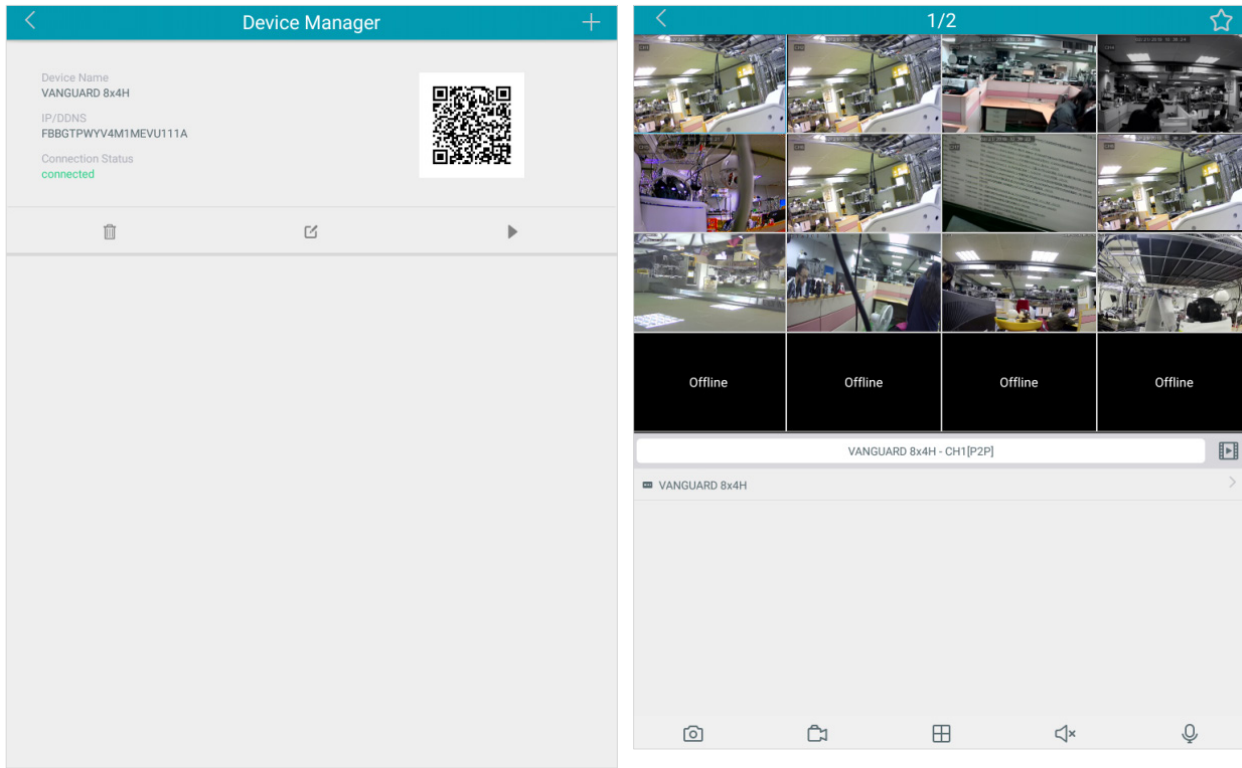 Device Manager
Device Name
VANGUARD 8x4H
IP/DDNS
FBBGTPWYV4M1MEVU111A
Connection Status
connected
1/2
Offline
Offline
Offline
Offline
VANGUARD 8x4H - CH1[P2P]
VANGUARD 8x4H